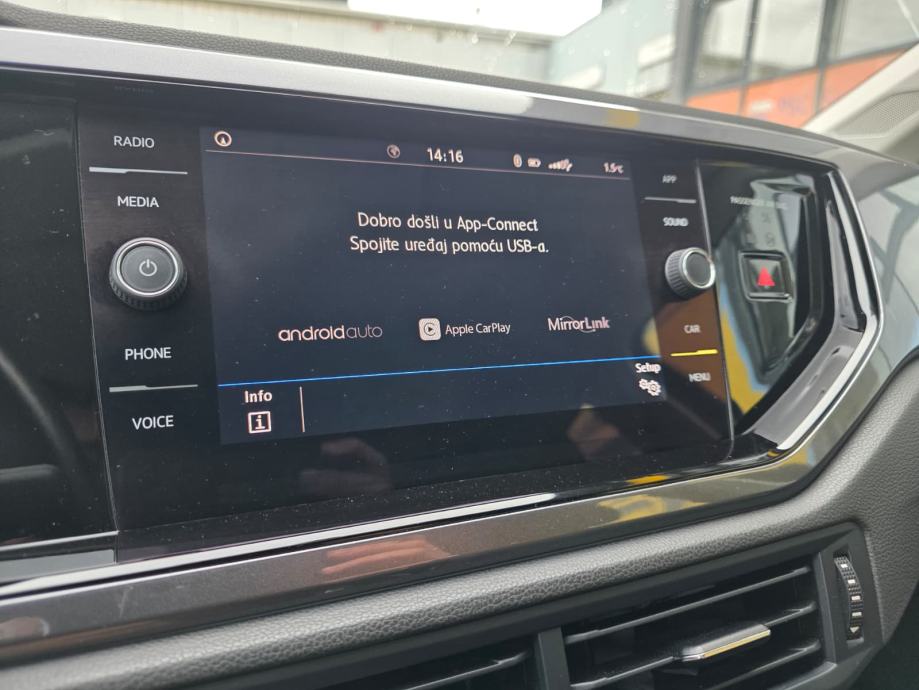 RADIO
MEDIA
PHONE
VOICE
14:16
1.5°C
Dobro došli u App-Connect
Spojite uređaj pomoću USB-a.
androidauto
Apple CarPlay
MirrorLink
Info
i
Setup
APP
SOUND
CAR
MENU
PASSENGER